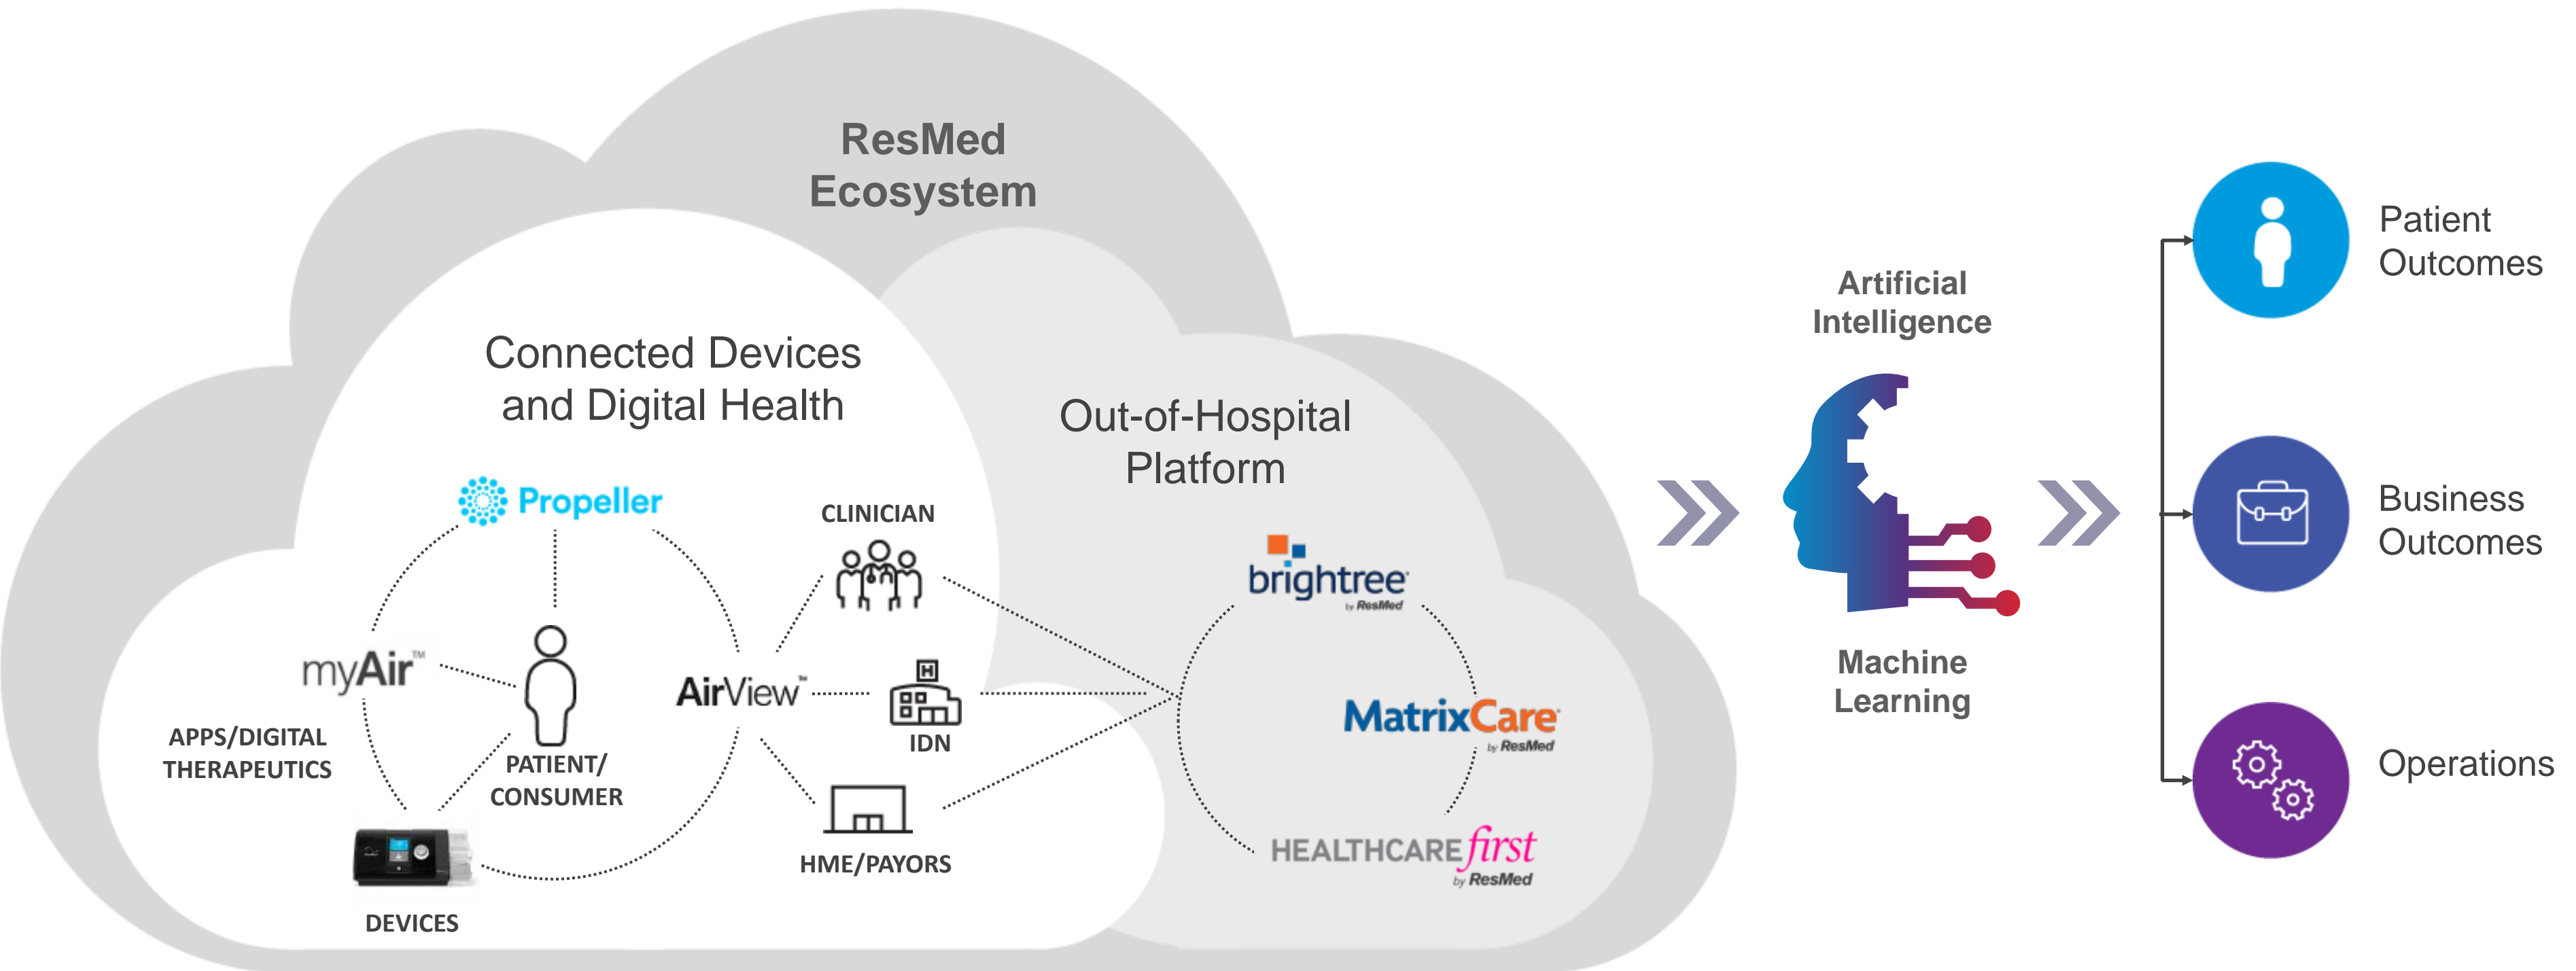 ResMed
Ecosystem
Connected Devices
and Digital Health
Propeller
CLINICIAN
myAir™
AirView™
H
IDN
APPS/DIGITAL
THERAPEUTICS
PATIENT/
CONSUMER
HME/PAYORS
DEVICES
Out-of-Hospital
Platform
brightree
by ResMed
MatrixCare
by ResMed
HEALTHCAREfirst
by ResMed
Artificial
Intelligence
Machine
Learning
Patient
Outcomes
Business
Outcomes
Operations